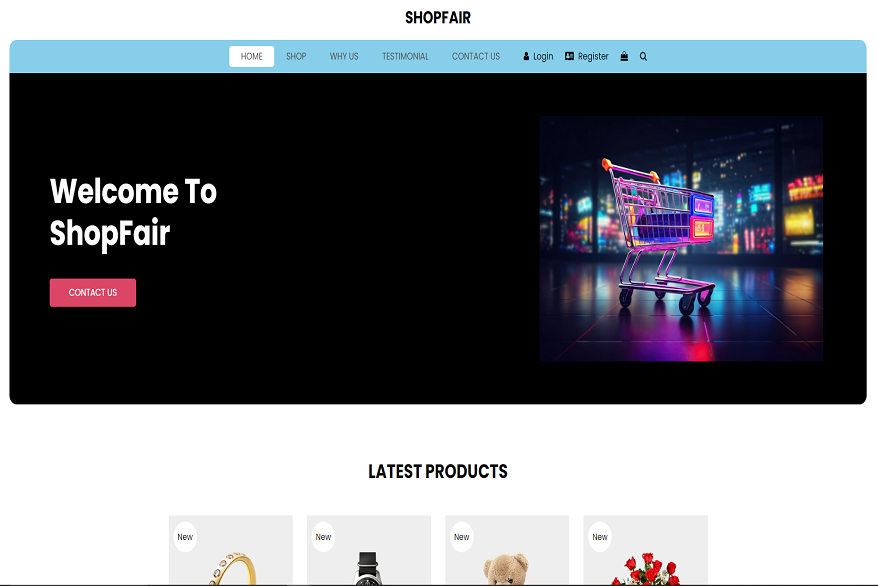 SHOPFAIR
HOME SHOP WHY US TESTIMONIAL CONTACT US Login Register
Welcome To
ShopFair
CONTACT US
LATEST PRODUCTS
New New New New